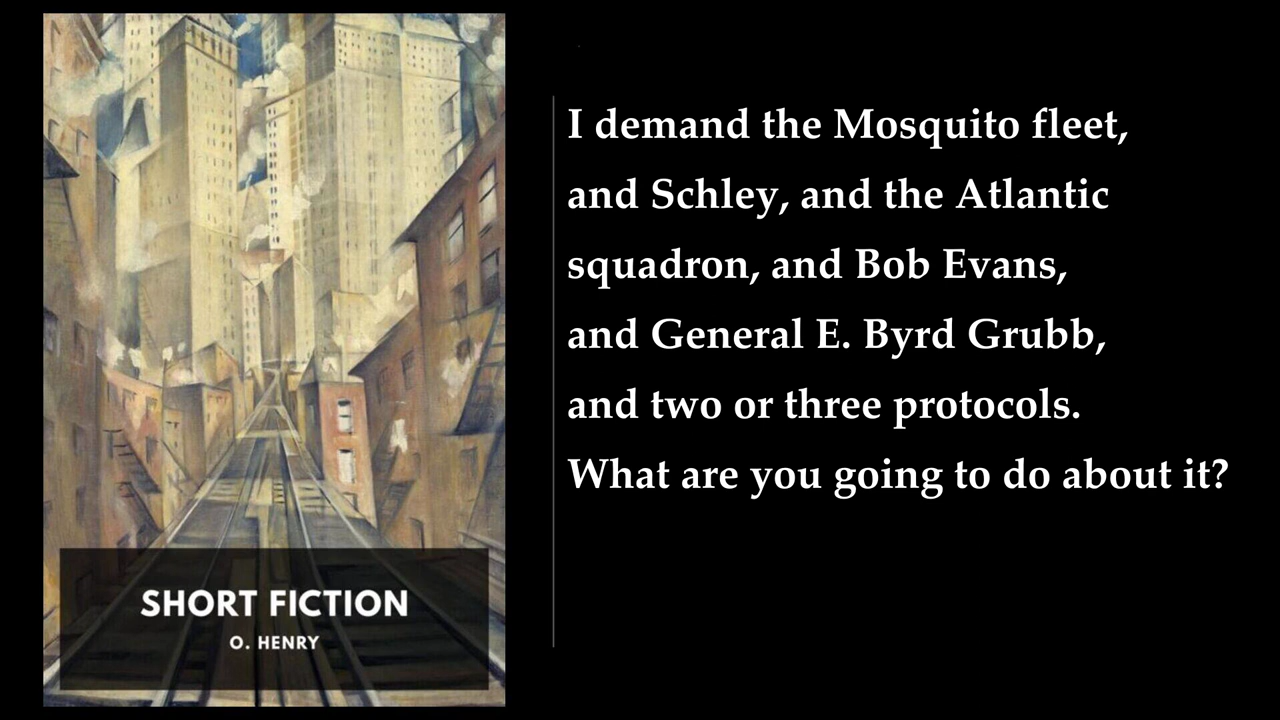 SHORT FICTION
O. HENRY
I demand the Mosquito fleet,
and Schley, and the Atlantic
squadron, and Bob Evans,
and General E. Byrd Grubb,
and two or three protocols.
What are you going to do about it?